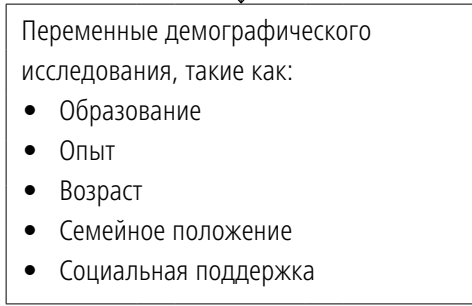 Переменные демографического
исследования, такие как:
• Образование
• Опыт
• Возраст
• Семейное положение
• Социальная поддержка